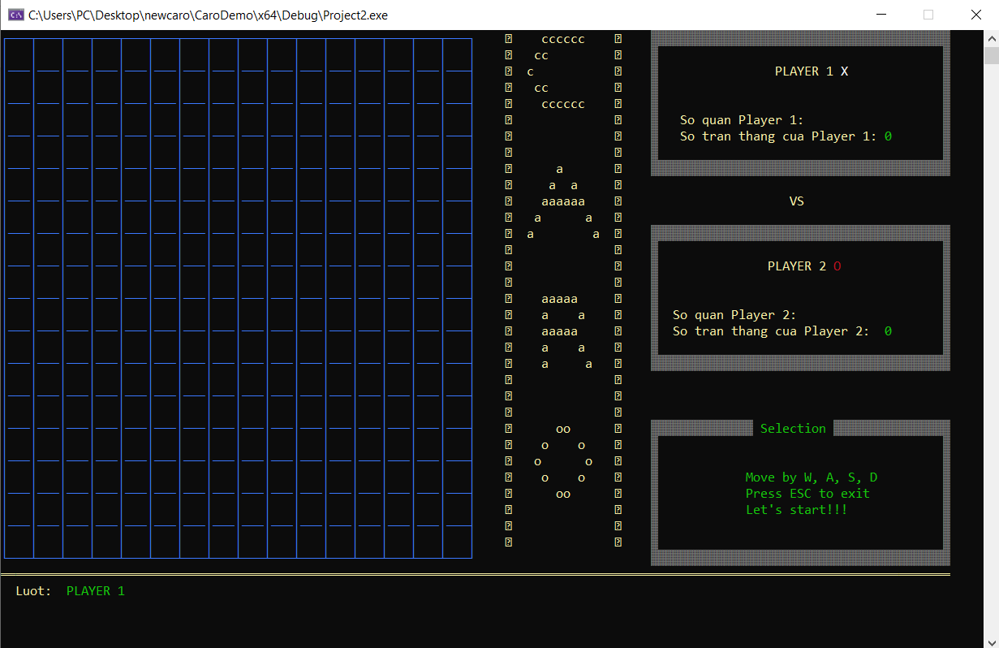 C:\Users\PC\Desktop\newcaro\CaroDemo\x64\Debug\Project2.exe
cccccc
cc
c
cc
cccccc
a
a  a
aaaaaa
a      a
a        a
aaaaa
a    a
aaaaa
a    a
a     a
oo
o    o
o      o
o    o
oo
PLAYER 1 X
So quan Player 1:
So tran thang cua Player 1: 0
VS
PLAYER 2 O
So quan Player 2:
So tran thang cua Player 2:  0
Selection
Move by W, A, S, D
Press ESC to exit
Let's start!!!
Luot:  PLAYER 1